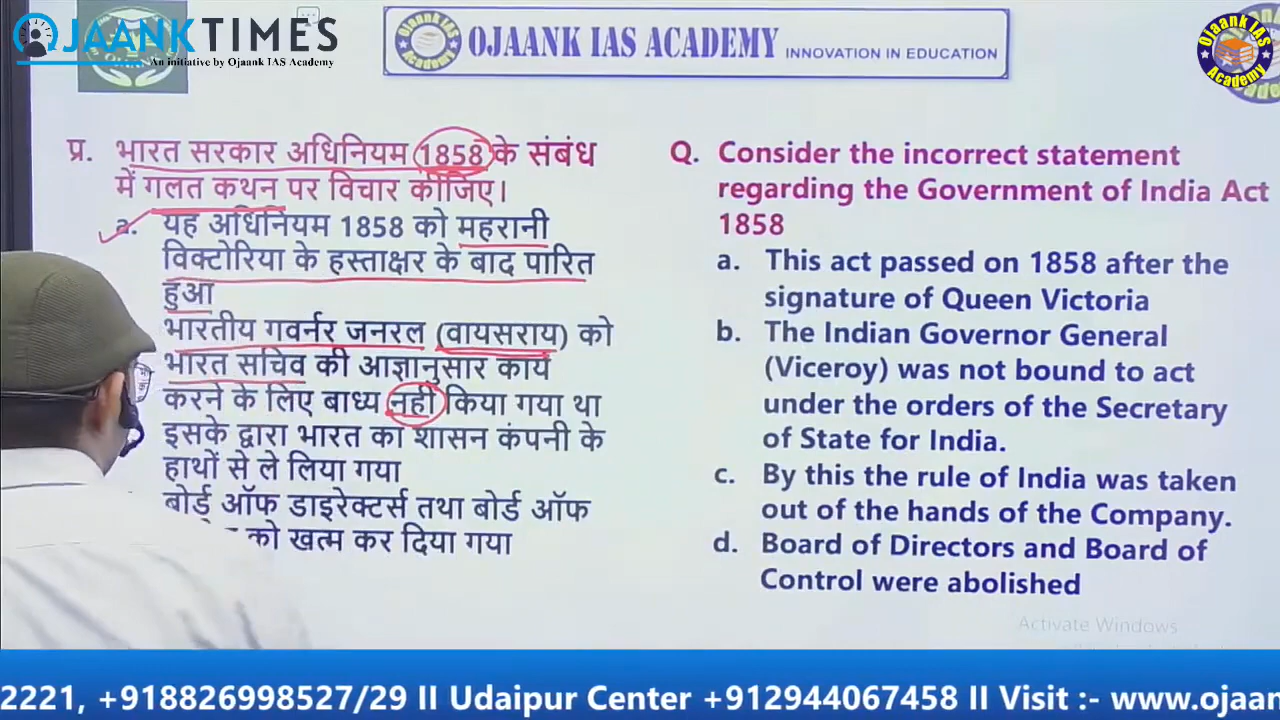 OJAANKTIMES
An initiative by Ojaank IAS Academy
OJAANK IAS ACADEMY INNOVATION IN EDUCATION
Ojaank IAS
Academy
प्र. भारत सरकार अधिनियम 1858 के संबंध
में गलत कथन पर विचार कीजिए।
a. यह अधिनियम 1858 को महरानी
विक्टोरिया के हस्ताक्षर के बाद पारित
हुआ
भारतीय गवर्नर जनरल (वायसराय) को
भारत सचिव की आज्ञानुसार कार्य
करने के लिए बाध्य नहीं किया गया था
इसके द्वारा भारत का शासन कंपनी के
हाथों से ले लिया गया
बोर्ड ऑफ डाइरेक्टर्स तथा बोर्ड ऑफ
को खत्म कर दिया गया
Q. Consider the incorrect statement
regarding the Government of India Act
1858
a. This act passed on 1858 after the
signature of Queen Victoria
b. The Indian Governor General
(Viceroy) was not bound to act
under the orders of the Secretary
of State for India.
c. By this the rule of India was taken
out of the hands of the Company.
d. Board of Directors and Board of
Control were abolished
Activate Windows
2221, +918826998527/29 II Udaipur Center +912944067458 II Visit :- www.ojaan